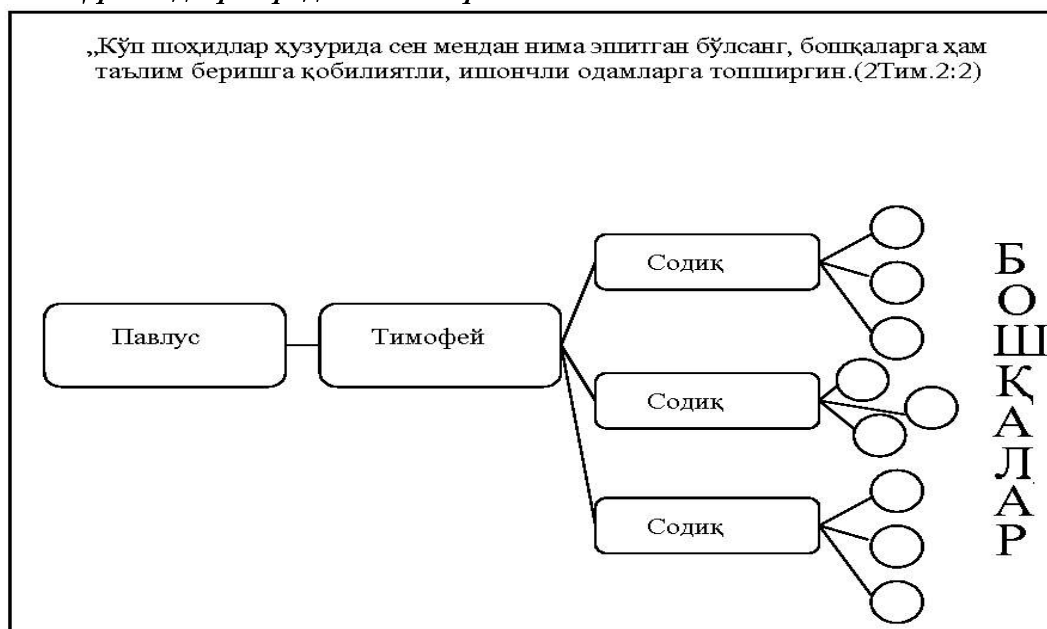 „Кўп шоҳидлар ҳузурида сен мендан нима эшитган бўлсанг, бошқаларга ҳам
таълим беришга қобилиятли, ишончли одамларга топширгин.(2Тим.2:2)
Содиқ
Павлус
Тимофей
Содиқ
Содиқ
БОШҚАЛАР